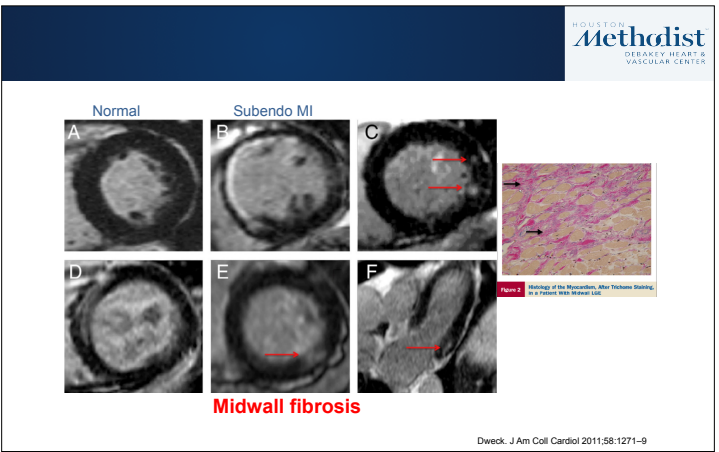 HOUSTON
Methodist
DEBAKEY HEART &
VASCULAR CENTER
Normal
Subendo MI
A
B
C
D
E
F
Figure 2
Histology of the Myocardium, After Trichome Staining,
in a Patient With Midwall LGE
Midwall fibrosis
Dweck. J Am Coll Cardiol 2011;58:1271–9